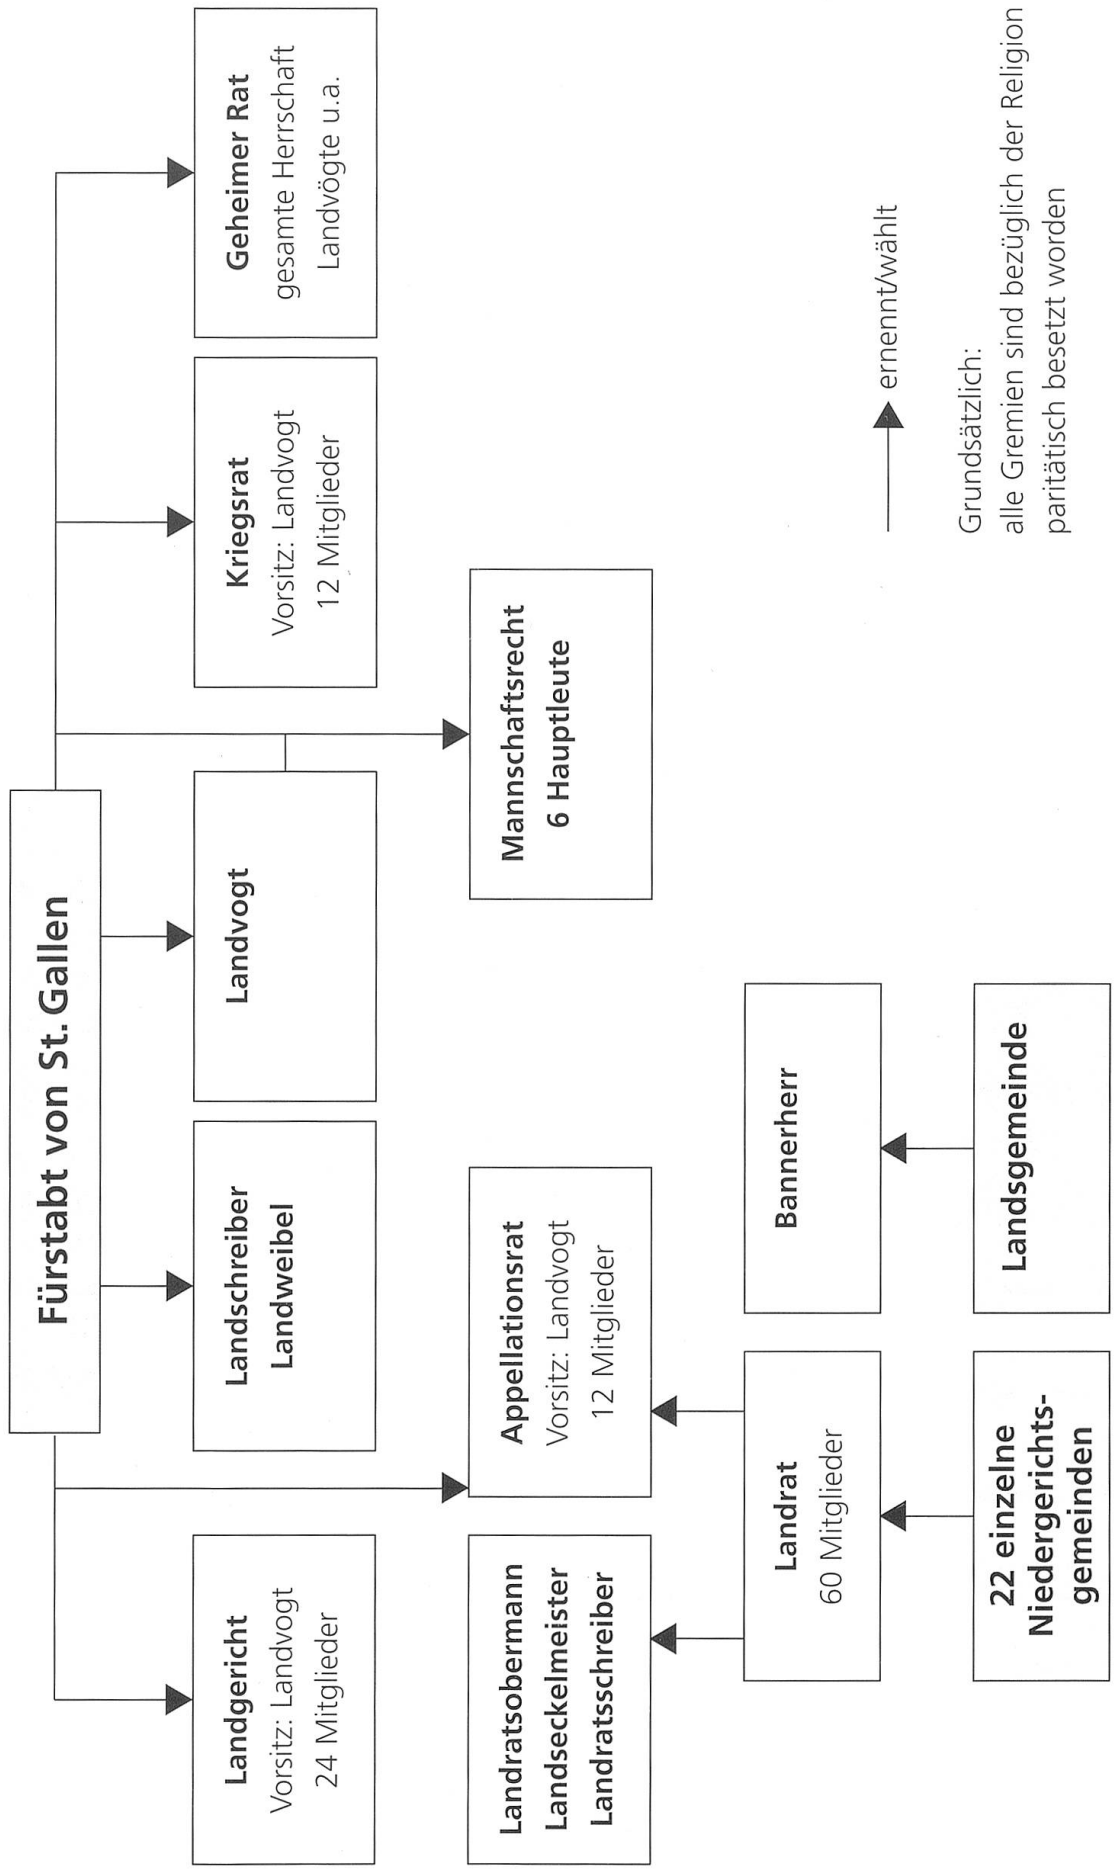 Fürstabt von St. Gallen
Landgericht
Vorsitz: Landvogt
24 Mitglieder
Landschreiber
Landweibel
Landvogt
Kriegsrat
Vorsitz: Landvogt
12 Mitglieder
Geheimer Rat
gesamte Herrschaft
Landvögte u.a.
Landratsobermann
Landseckelmeister
Landratsschreiber
Appellationsrat
Vorsitz: Landvogt
12 Mitglieder
Mannschaftsrecht
6 Hauptleute
Landrat
60 Mitglieder
Bannerherr
22 einzelne
Niedergerichts-
gemeinden
Landsgemeinde
ernennt/wählt
Grundsätzlich:
alle Gremien sind bezüglich der Religion
paritätisch besetzt worden